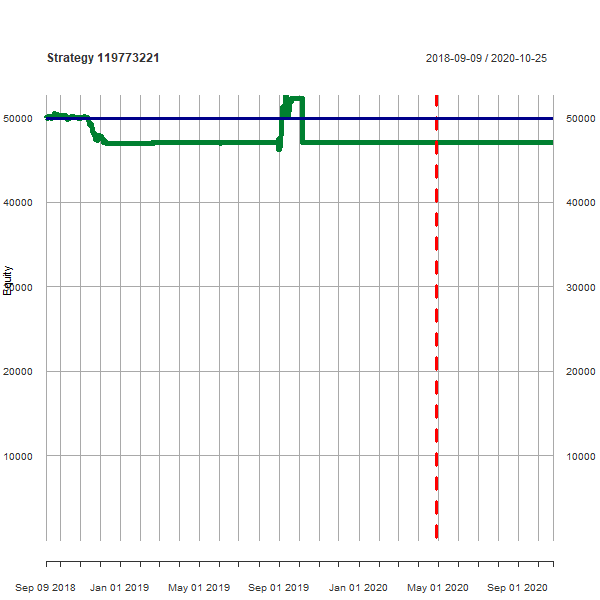 Strategy 119773221
2018-09-09 / 2020-10-25
50000 50000
40000 40000
Equity
30000 30000
20000 20000
10000 10000
Sep 09 2018 Jan 01 2019 May 01 2019 Sep 01 2019 Jan 01 2020 May 01 2020 Sep 01 2020